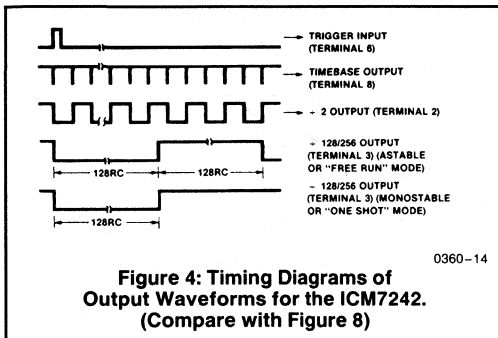 TRIGGER INPUT
(TERMINAL 6)
TIMEBASE OUTPUT
(TERMINAL 8)
÷ 2 OUTPUT (TERMINAL 2)
÷ 128/256 OUTPUT
(TERMINAL 3) (ASTABLE
OR "FREE RUN" MODE)
128RC
128RC
− 128/256 OUTPUT
(TERMINAL 3) (MONOSTABLE
OR "ONE SHOT" MODE)
128RC
0360–14
Figure 4: Timing Diagrams of
Output Waveforms for the ICM7242.
(Compare with Figure 8)